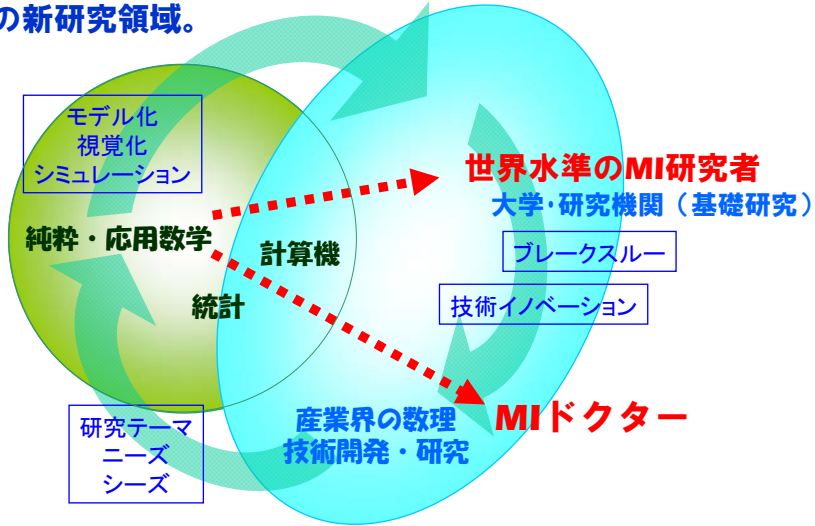 の新研究領域。
モデル化
視覚化
シミュレーション
世界水準のMI研究者
大学・研究機関（基礎研究）
純粋・応用数学
計算機
ブレークスルー
統計
技術イノベーション
産業界の数理
技術開発・研究
MIドクター
研究テーマ
ニーズ
シーズ